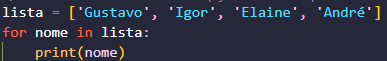 lista = ['Gustavo', 'Igor', 'Elaine', 'André']
for nome in lista:
    print(nome)